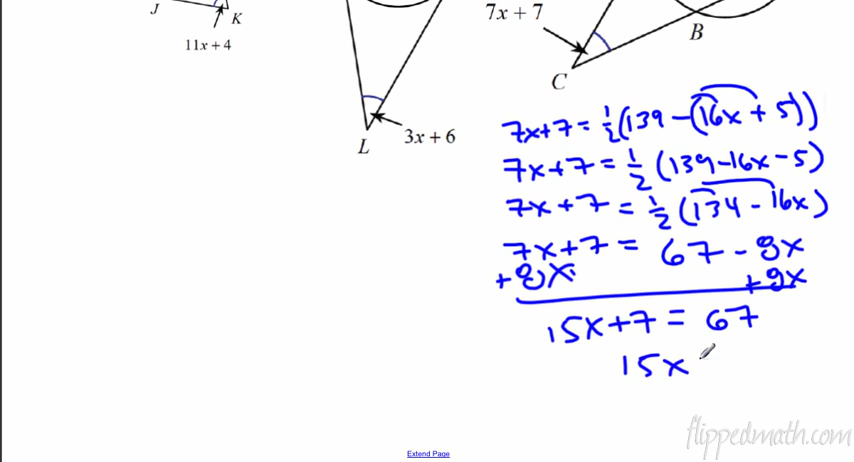 J
K
11x + 4
L
3x + 6
7x + 7
C
B
7x+7 = 1/2(139 - (16x + 5))
7x+7 = 1/2 (139-16x-5)
7x+7 = 1/2 (134 - 16x)
7x+7 = 67 - 8x
+8x +8x
15x+7 = 67
15x
flippedmath.com
Extend Page